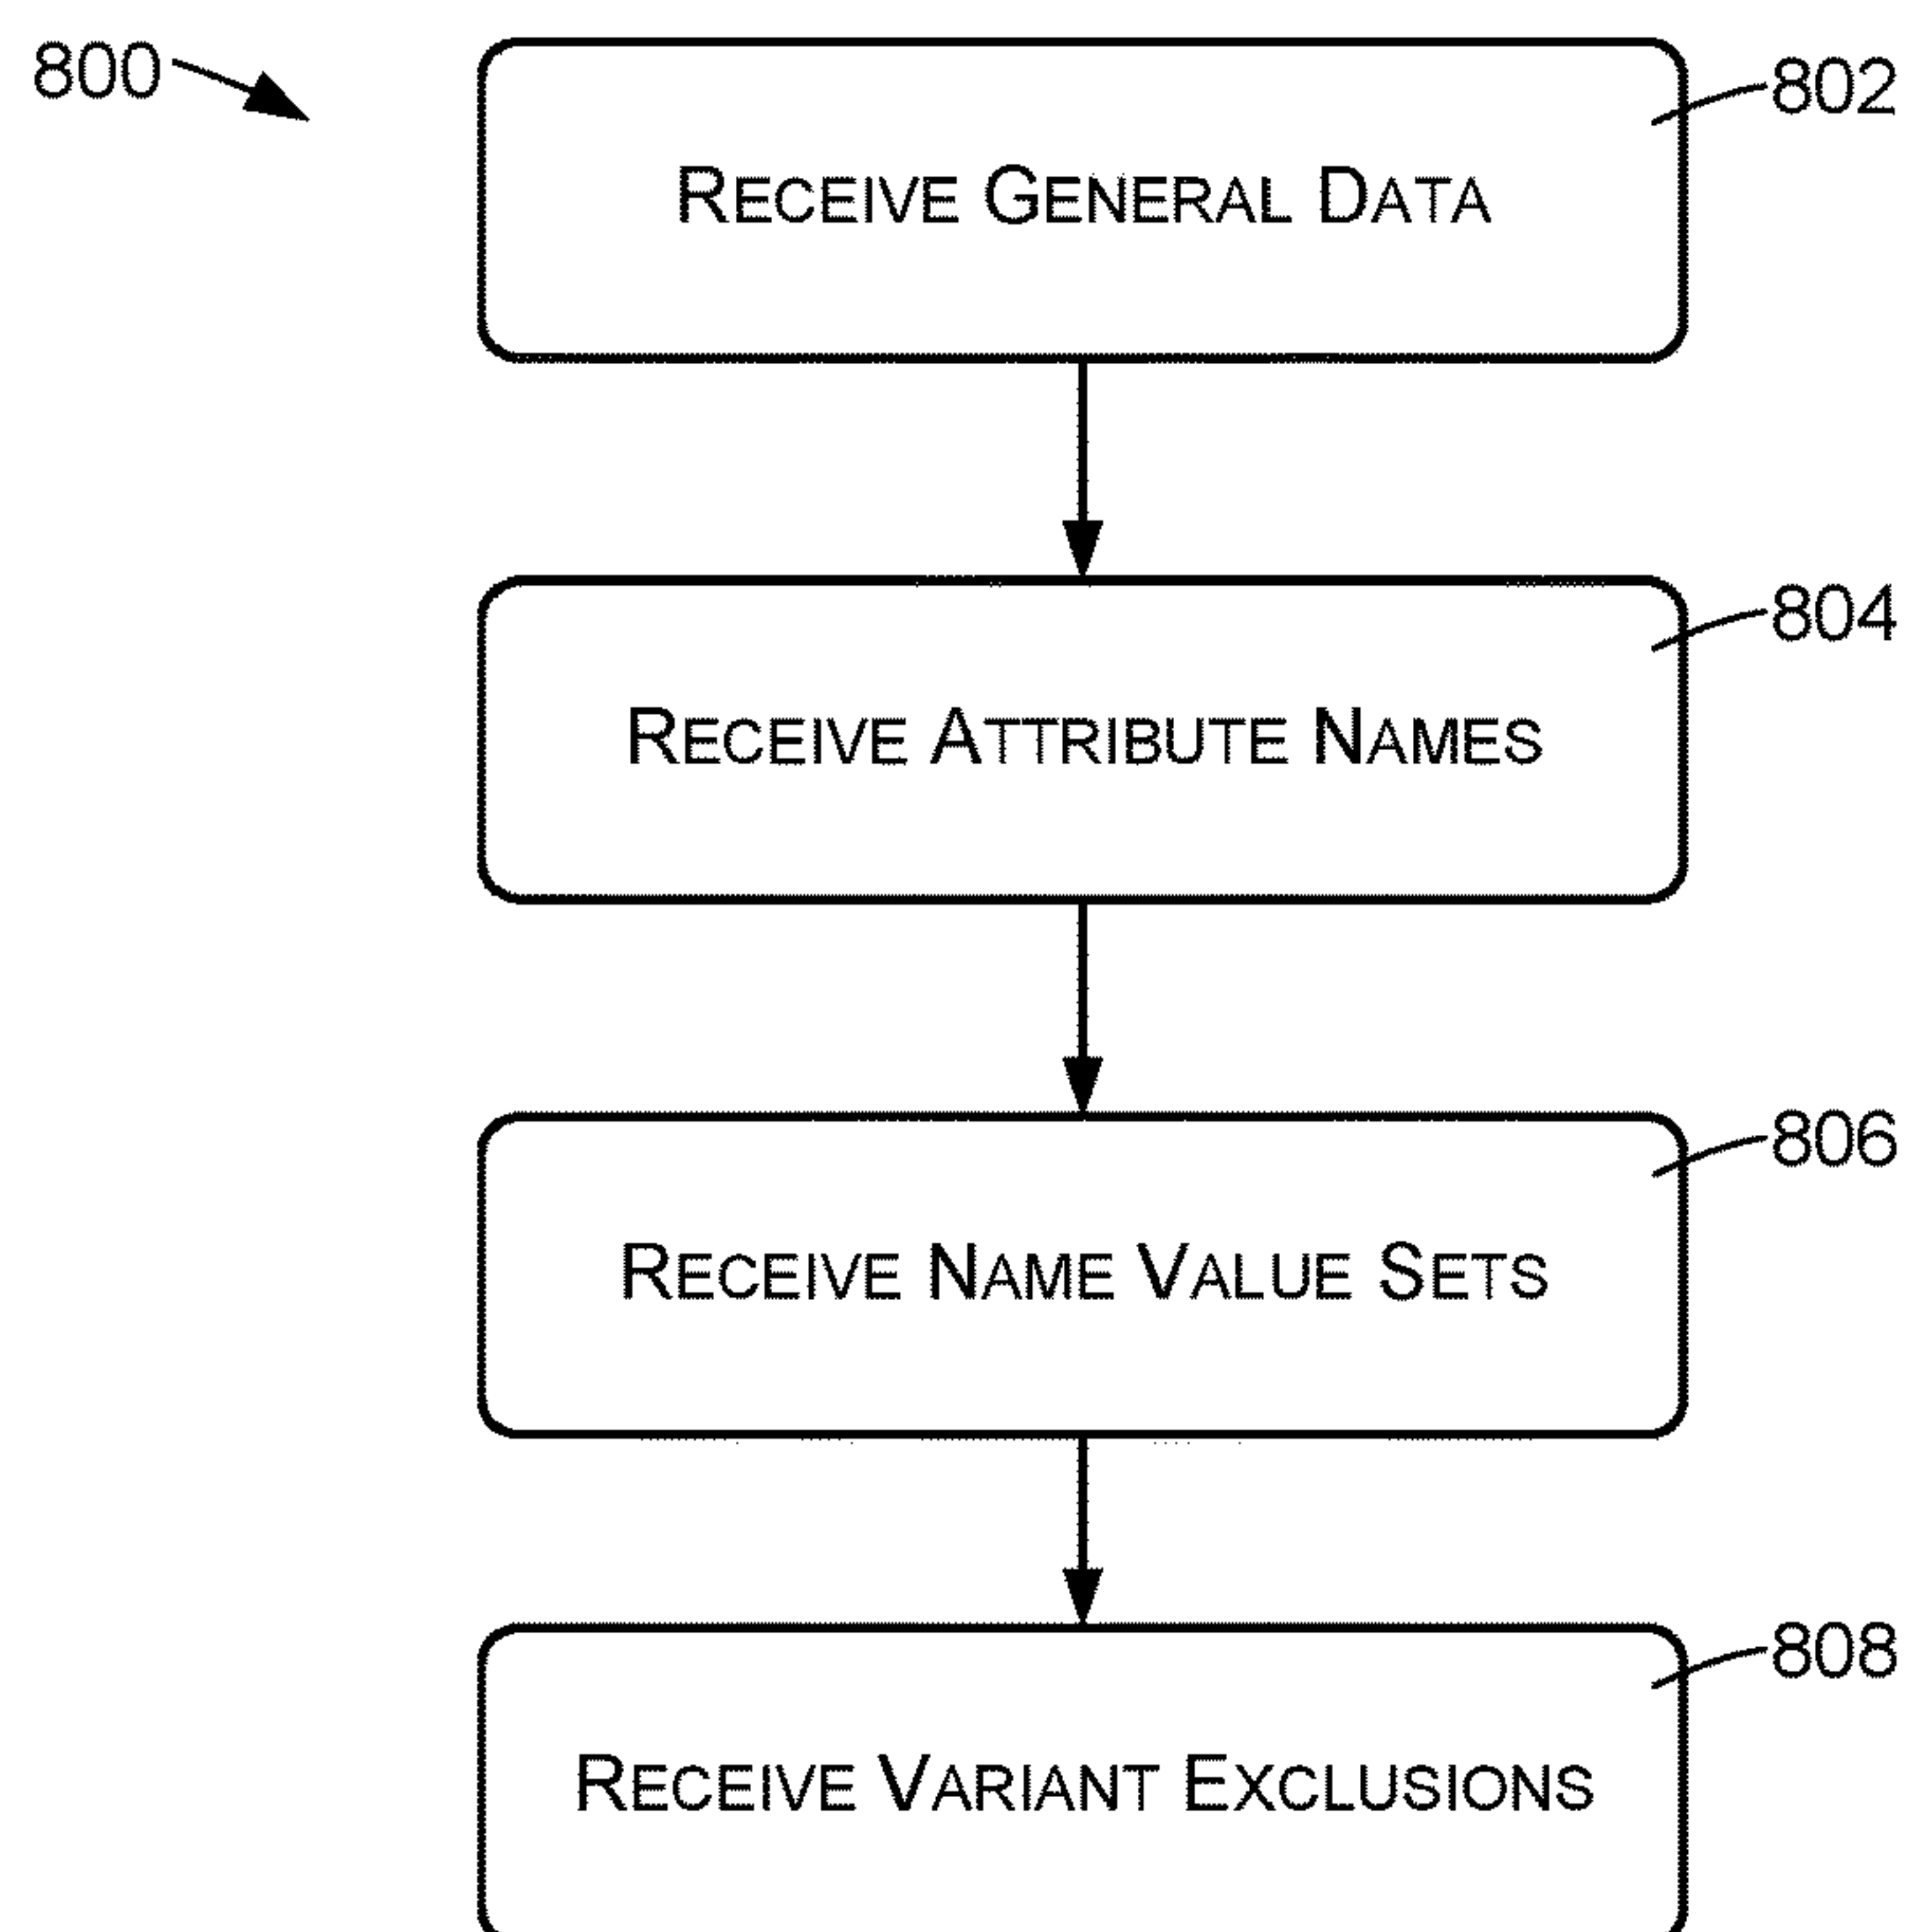 800
802
RECEIVE GENERAL DATA
804
RECEIVE ATTRIBUTE NAMES
806
RECEIVE NAME VALUE SETS
808
RECEIVE VARIANT EXCLUSIONS